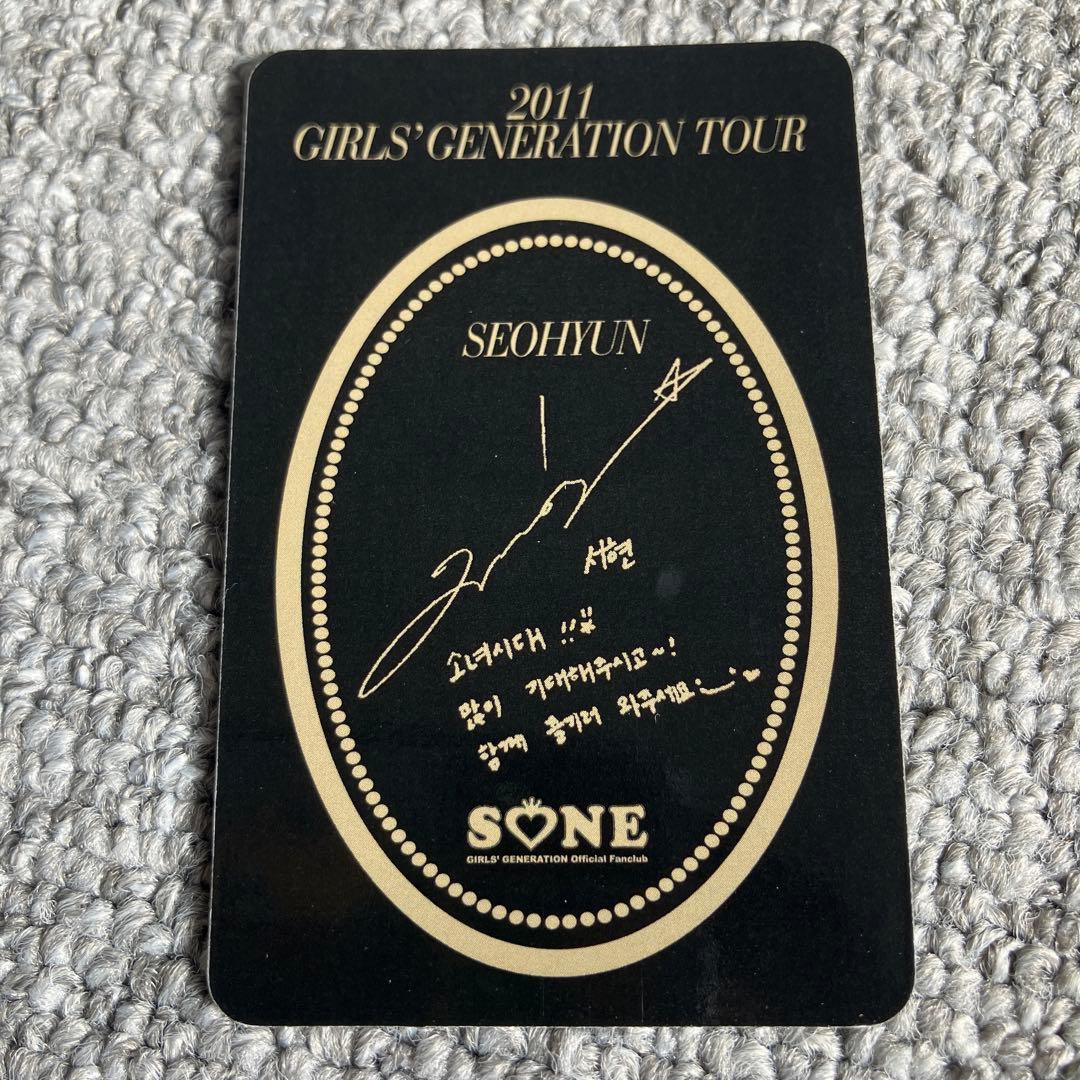 2011
GIRLS' GENERATION TOUR
SEOHYUN
서현
소녀시대 !!
많이 기대해주시고~!
함께 즐기러 와주세요
S♡NE
GIRLS' GENERATION Official Fanclub